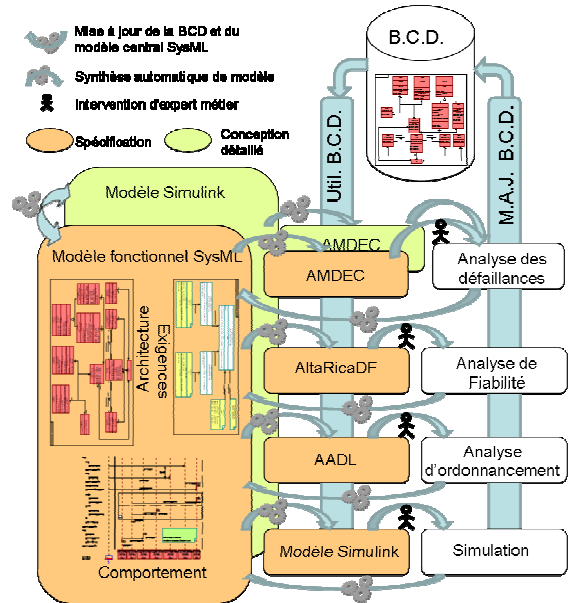 Mise à jour de la BCD et du
modèle central SysML
Synthèse automatique de modèle
Intervention d'expert métier
Spécification
Conception
détaillé
B.C.D.
Util. B.C.D.
M.A.J. B.C.D.
Modèle Simulink
Modèle fonctionnel SysML
Architecture
Exigences
Comportement
AMDEC
AMDEC
Analyse des
défaillances
AltaRicaDF
Analyse de
Fiabilité
AADL
Analyse
d'ordonnancement
Modèle Simulink
Simulation